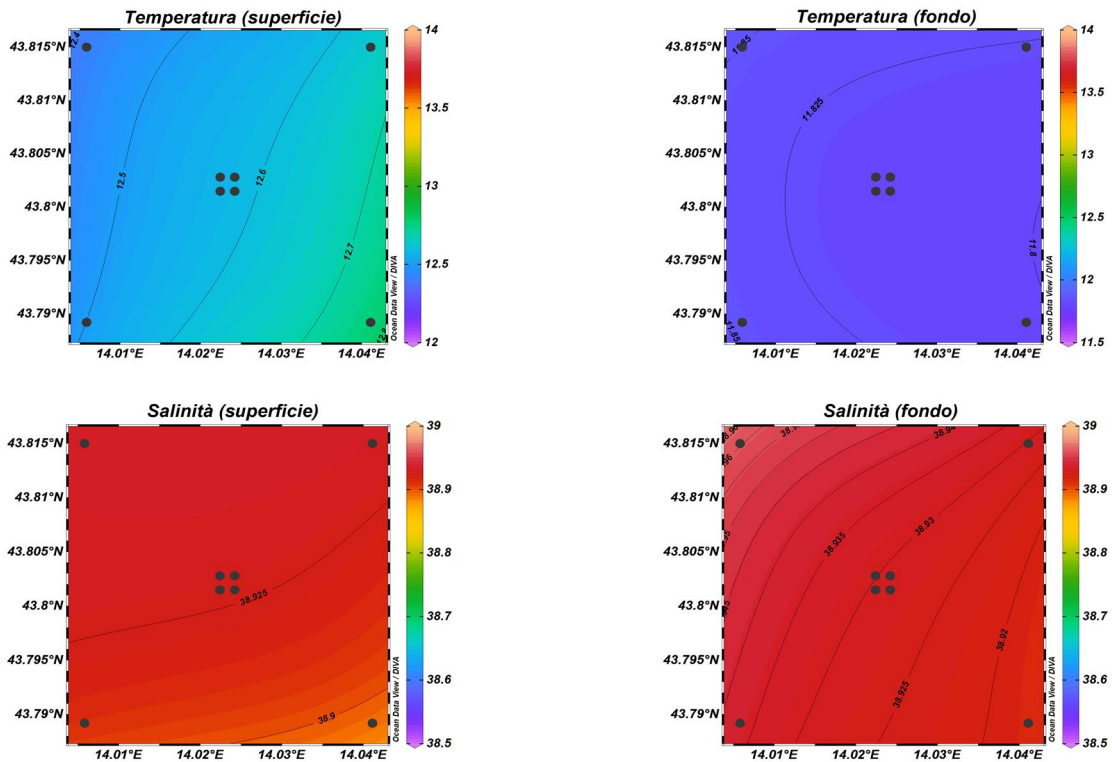 Temperatura (superficie)
43.815°N
43.81°N
43.805°N
43.8°N
43.795°N
43.79°N
14.01°E 14.02°E 14.03°E 14.04°E
12.4
12.5
12.6
12.7
12.8
14
13.5
13
12.5
12
Ocean Data View / DIVA
Temperatura (fondo)
43.815°N
43.81°N
43.805°N
43.8°N
43.795°N
43.79°N
14.01°E 14.02°E 14.03°E 14.04°E
11.85
11.825
11.8
11.85
14
13.5
13
12.5
12
11.5
Ocean Data View / DIVA
Salinità (superficie)
43.815°N
43.81°N
43.805°N
43.8°N
43.795°N
43.79°N
14.01°E 14.02°E 14.03°E 14.04°E
38.925
38.9
39
38.9
38.8
38.7
38.6
38.5
Ocean Data View / DIVA
Salinità (fondo)
43.815°N
43.81°N
43.805°N
43.8°N
43.795°N
43.79°N
14.01°E 14.02°E 14.03°E 14.04°E
38.935
38.93
38.925
38.92
39
38.9
38.8
38.7
38.6
38.5
Ocean Data View / DIVA